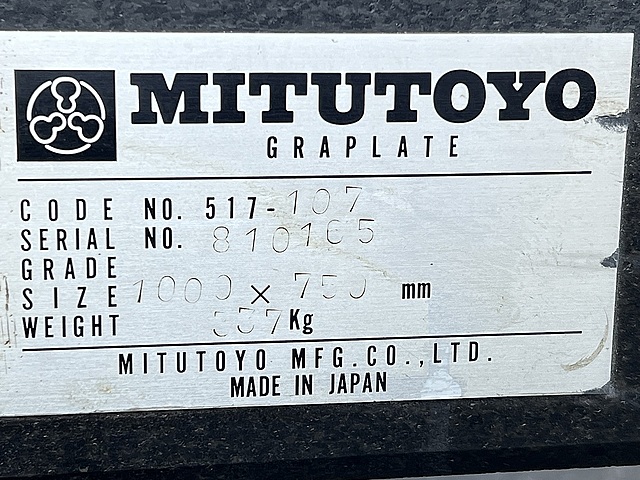 MITUTOYO
GRAPLATE
CODE NO. 517-107
SERIAL NO. 810105
GRADE
SIZE 1000 × 750 mm
WEIGHT Kg
MITUTOYO MFG.CO.,LTD.
MADE IN JAPAN